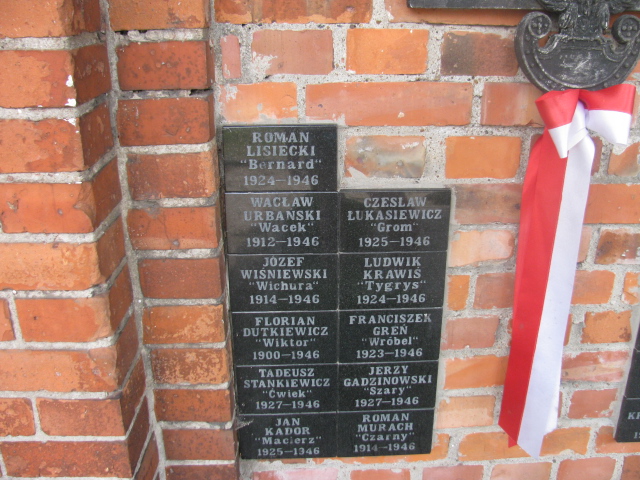 ROMAN
LISIECKI
"Bernard"
1924-1946
WACŁAW
URBAŃSKI
"Wacek"
1912-1946
JÓZEF
WIŚNIEWSKI
"Wichura"
1914-1946
FLORIAN
DUTKIEWICZ
"Wiktor"
1900-1946
TADEUSZ
STANKIEWICZ
"Ćwiek"
1927-1946
JAN
KADOR
"Macierz"
1925-1946
CZESŁAW
ŁUKASIEWICZ
"Grom"
1925-1946
LUDWIK
KRAWIS
"Tygrys"
1924-1946
FRANCISZEK
GREŃ
"Wróbel"
1923-1946
JERZY
GADZINOWSKI
"Szary"
1927-1946
ROMAN
MURACH
"Czarny"
1914-1946